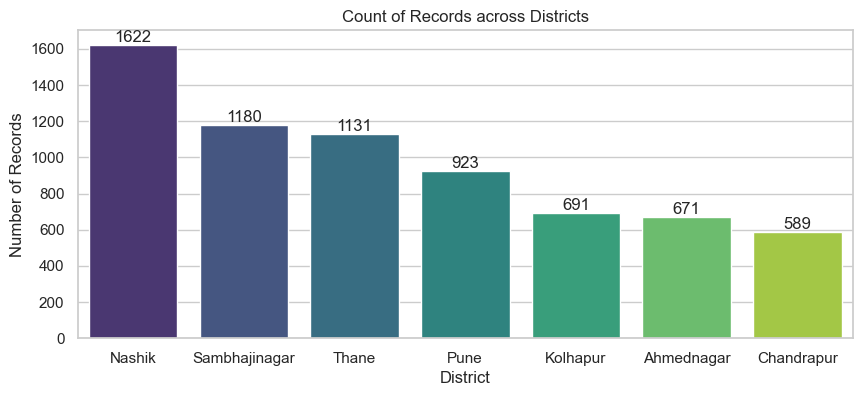 Count of Records across Districts
Number of Records
1600
1400
1200
1000
800
600
400
200
0
1622
1180
1131
923
691
671
589
Nashik
Sambhajinagar
Thane
Pune
Kolhapur
Ahmednagar
Chandrapur
District